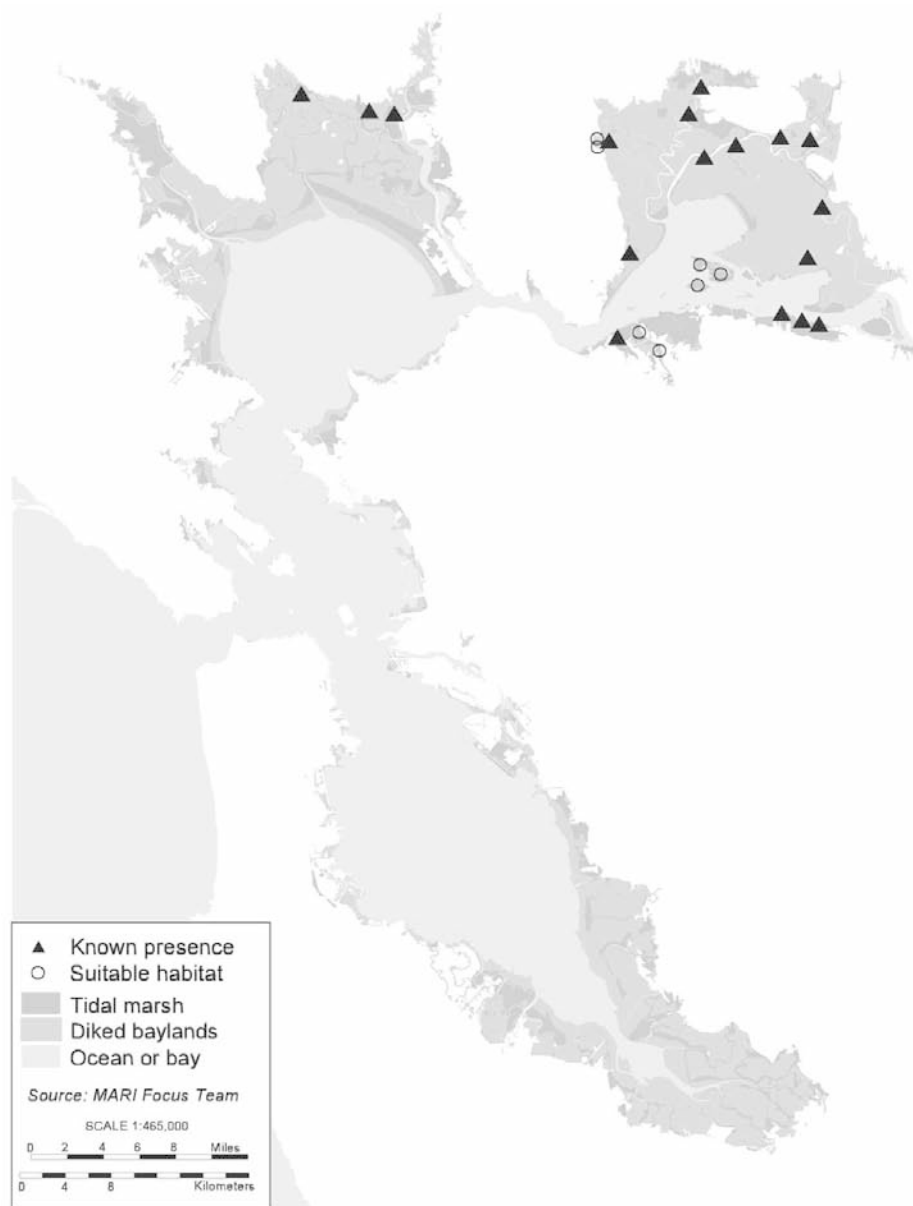 Known presence
Suitable habitat
Tidal marsh
Diked baylands
Ocean or bay
Source: MARI Focus Team
SCALE 1:465,000
0 2 4 6 8 Miles
0 4 8 Kilometers